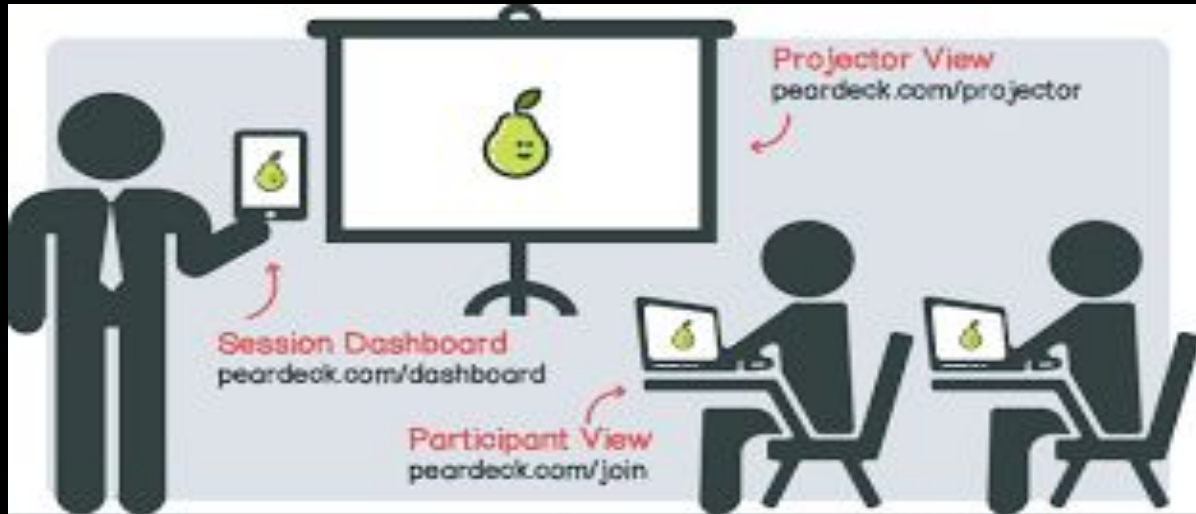 Projector View
peardeck.com/projector
Session Dashboard
peardeck.com/dashboard
Participant View
peardeck.com/join